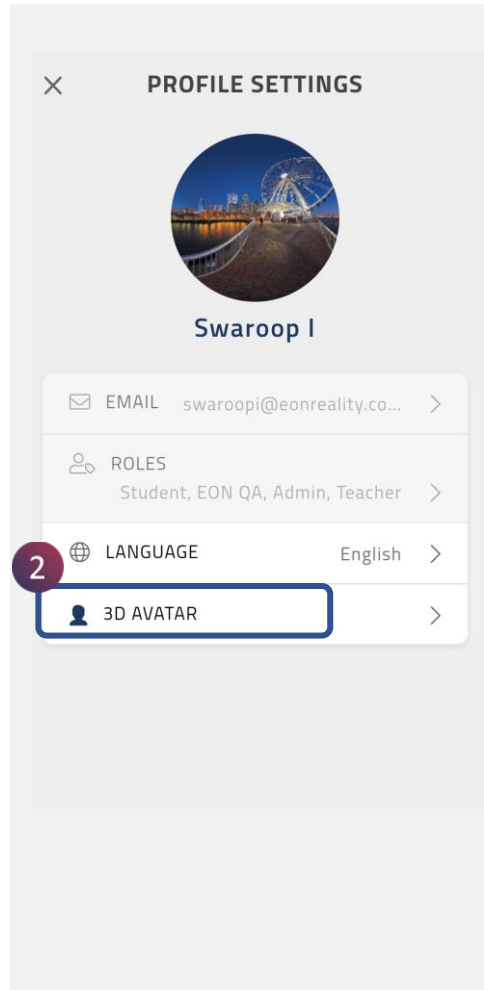 PROFILE SETTINGS
Swaroop I
EMAIL swaroopi@eonreality.co...
ROLES
Student, EON QA, Admin, Teacher
LANGUAGE English
2
3D AVATAR